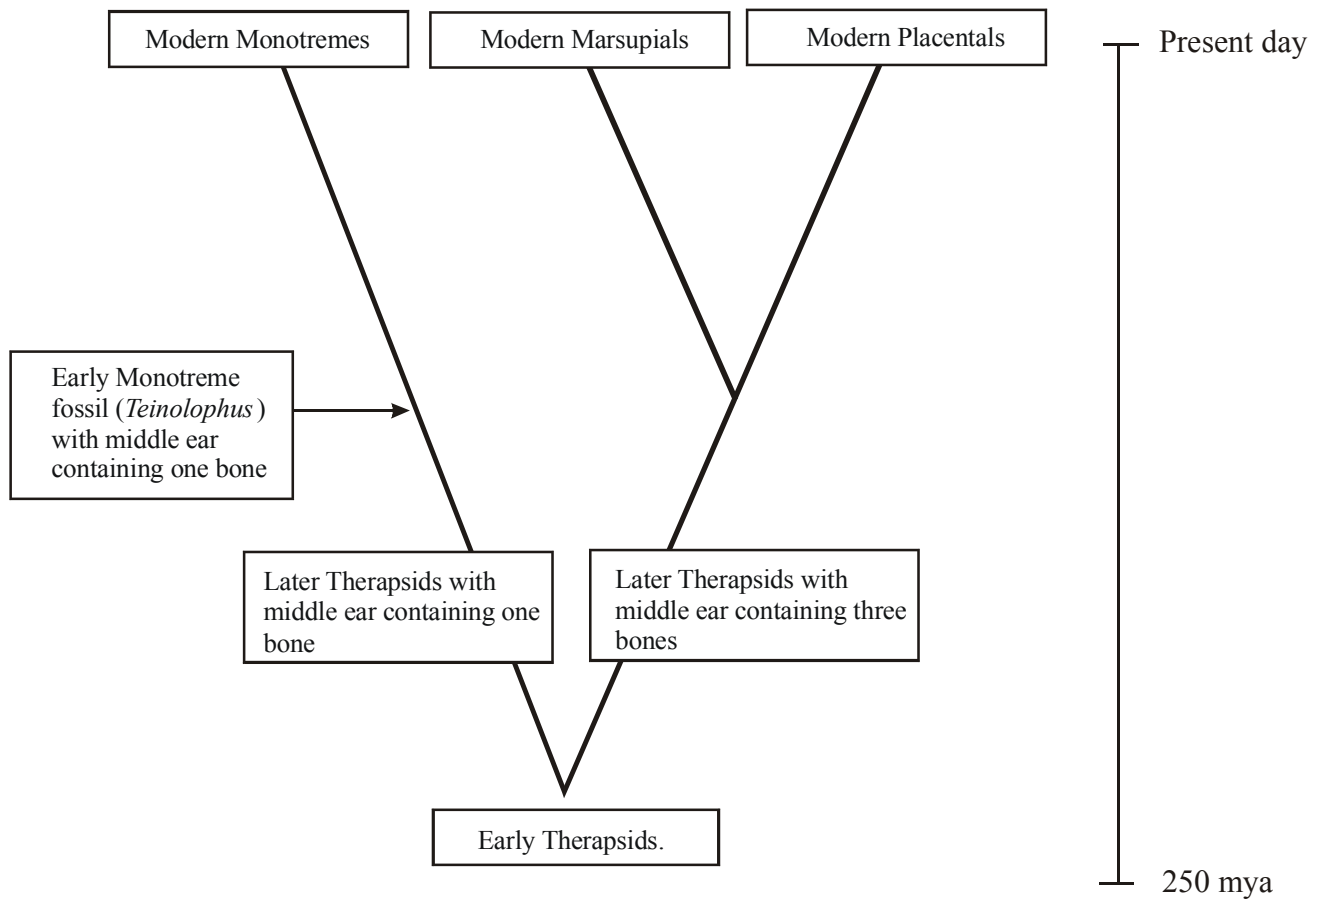 Modern Monotremes
Modern Marsupials
Modern Placentals
Present day
Early Monotreme
fossil (Teinolophus)
with middle ear
containing one bone
Later Therapsids with
middle ear containing one
bone
Later Therapsids with
middle ear containing three
bones
Early Therapsids.
250 mya